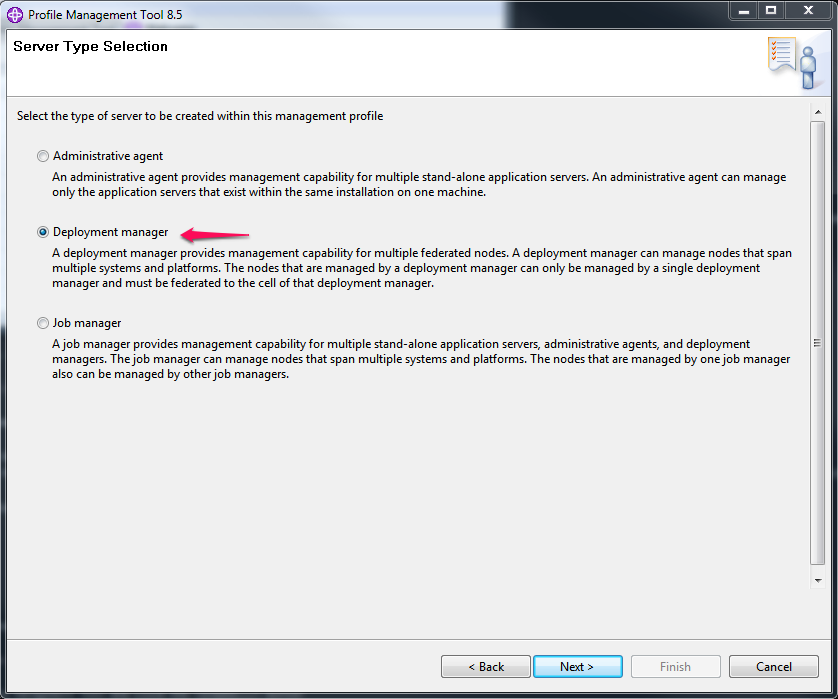 Profile Management Tool 8.5
Server Type Selection
Select the type of server to be created within this management profile
Administrative agent
An administrative agent provides management capability for multiple stand-alone application servers. An administrative agent can manage
only the application servers that exist within the same installation on one machine.
Deployment manager
A deployment manager provides management capability for multiple federated nodes. A deployment manager can manage nodes that span
multiple systems and platforms. The nodes that are managed by a deployment manager can only be managed by a single deployment
manager and must be federated to the cell of that deployment manager.
Job manager
A job manager provides management capability for multiple stand-alone application servers, administrative agents, and deployment
managers. The job manager can manage nodes that span multiple systems and platforms. The nodes that are managed by one job manager
also can be managed by other job managers.
< Back
Next >
Finish
Cancel